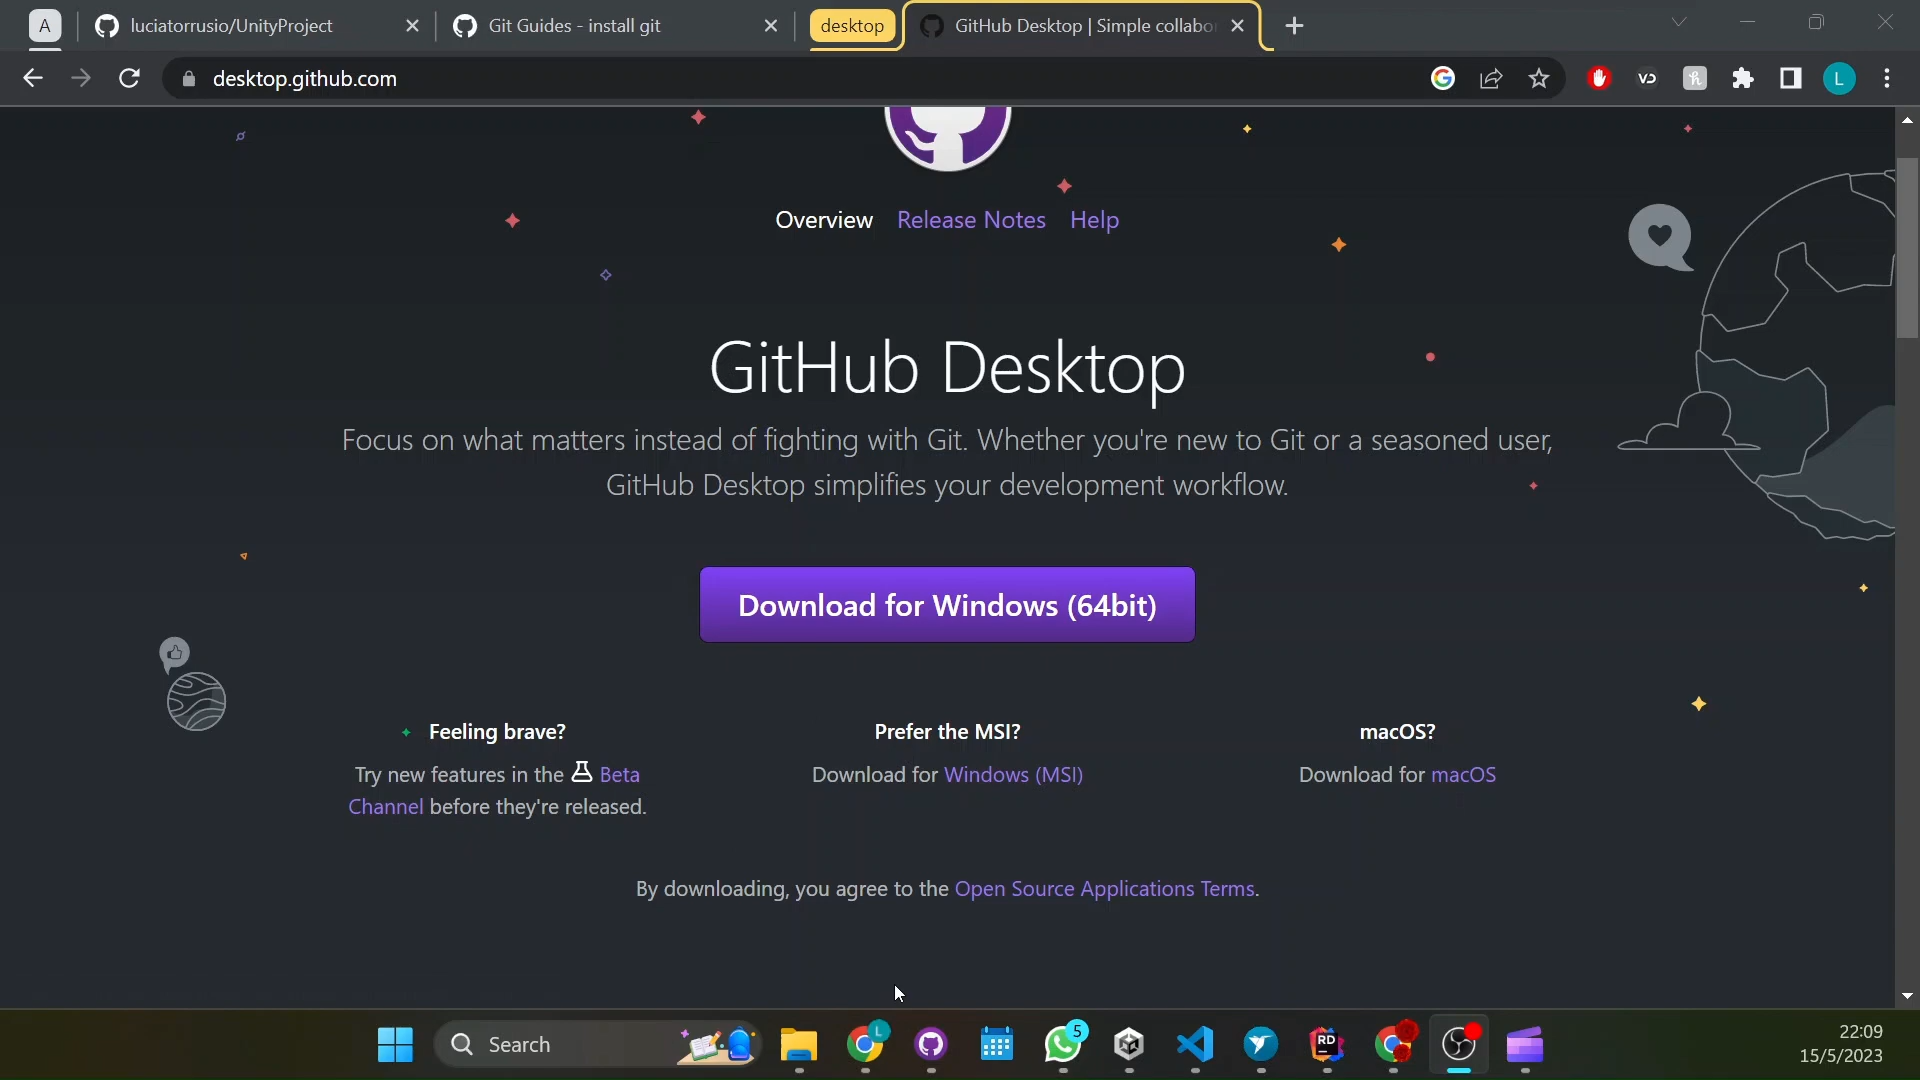 A
luciatorrusio/UnityProject
Git Guides - install git
desktop
GitHub Desktop | Simple collabor
desktop.github.com
L
Overview Release Notes Help
GitHub Desktop
Focus on what matters instead of fighting with Git. Whether you're new to Git or a seasoned user,
GitHub Desktop simplifies your development workflow.
Download for Windows (64bit)
Feeling brave?
Try new features in the Beta
Channel before they're released.
Prefer the MSI?
Download for Windows (MSI)
macOS?
Download for macOS
By downloading, you agree to the Open Source Applications Terms.
Search
L
5
RD
22:09
15/5/2023